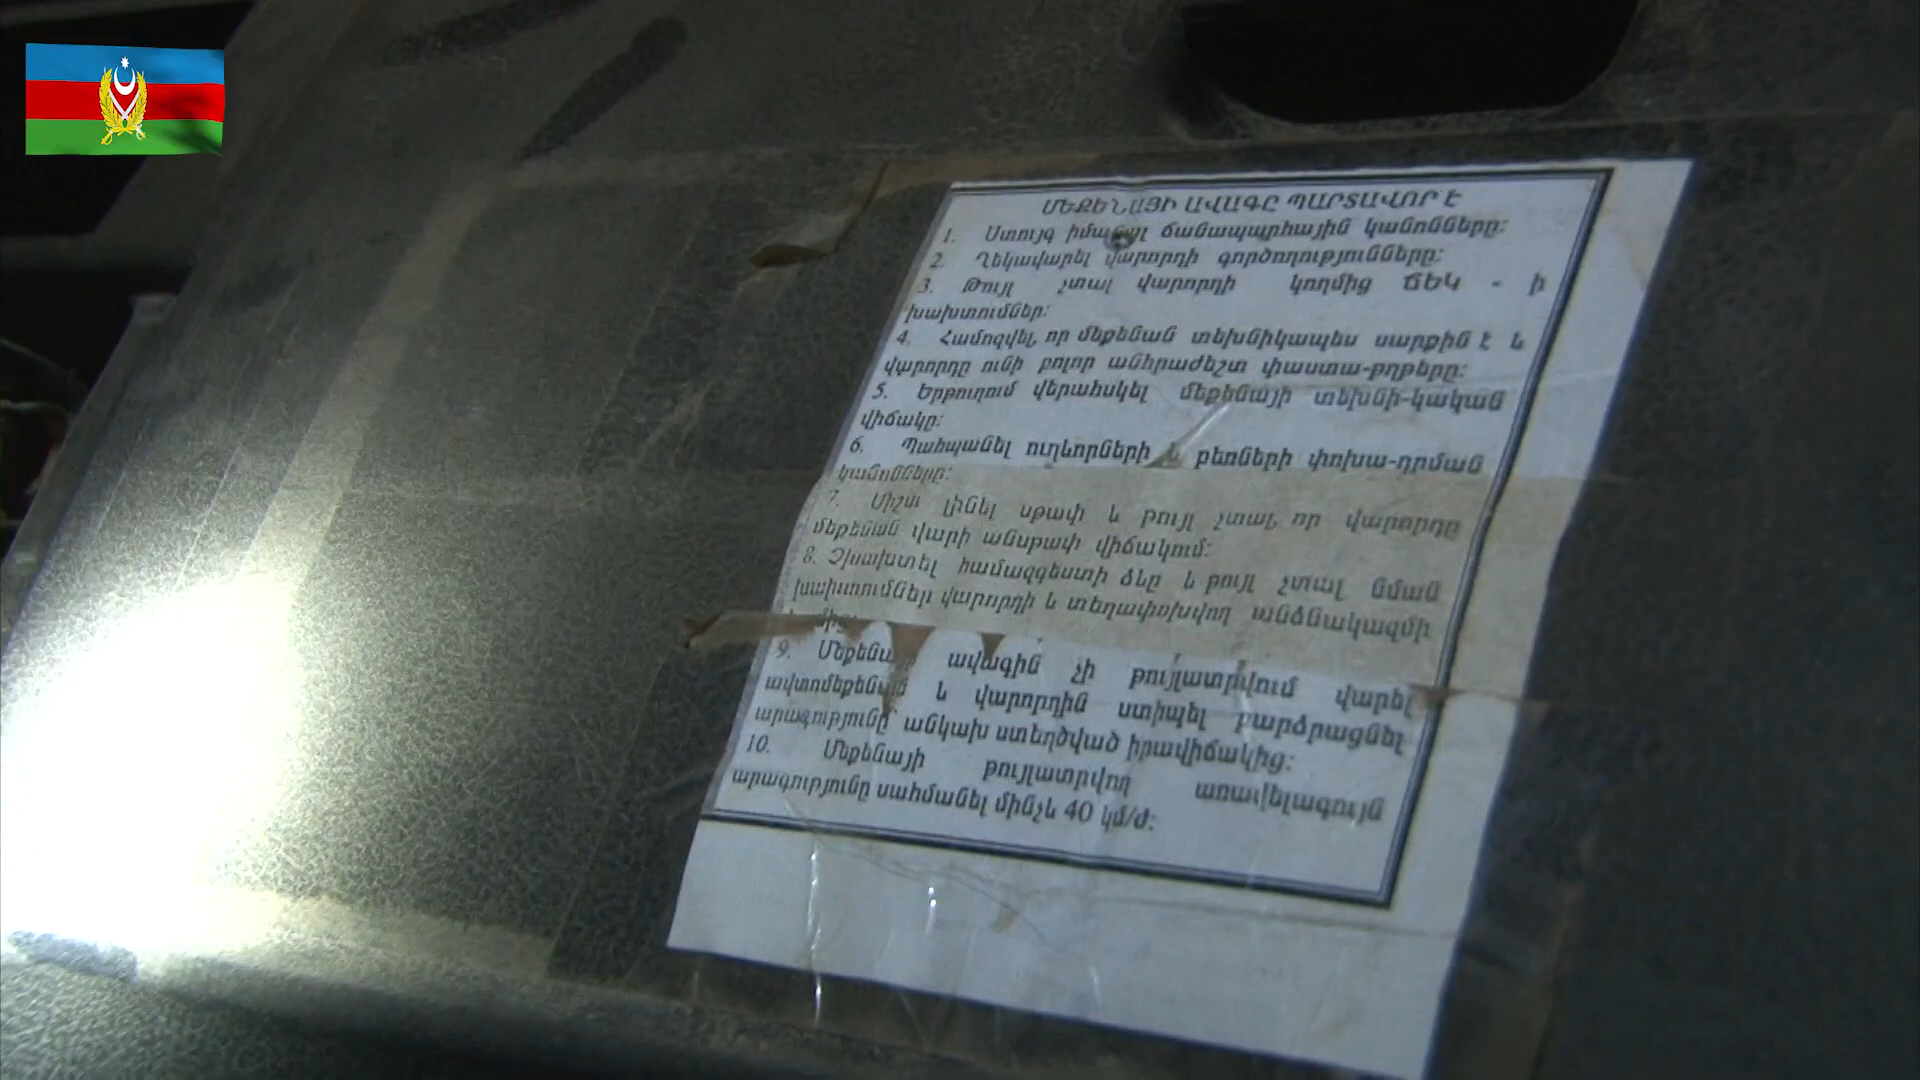 ՄԵՔԵՆԱՅԻ ԱՎԱԳԸ ՊԱՐՏԱՎՈՐ Է
1. Ստույգ իմանալ ճանապպրհային կանոնները:
2. Ղեկավարել վարորդի գործողությունները:
3. Թույլ չտալ վարորդի կողմից ՃԵԿ - ի
խախտումներ:
4. Համոզվել, որ մեքենան տեխնիկապես սարքին է և
վարորդը ունի բոլոր անհրաժեշտ փաստա-թղթերը:
5. Երթուղում վերահսկել մեքենայի տեխնի-կական
վիճակը:
6. Պահպանել ուղևորների և բեռների փոխա-դրման
կանոնները:
7. Միշտ լինել սթափ և թույլ չտալ, որ վարորդը
մեքենան վարի անսթափ վիճակում:
8. Չխախտել համազգեստի ձևը և թույլ չտալ նման
խախտումներ վարորդի և տեղափոխվող անձնակազմի
9. Մեքենայի ավագին չի թույլատրվում վարել
ավտոմեքենան և վարորդին ստիպել բարձրացնել
արագությունը՝ անկախ ստեղծված իրավիճակից:
10. Մեքենայի թույլատրվող առավելագույն
արագությունը սահմանել մինչև 40 կմ/ժ: